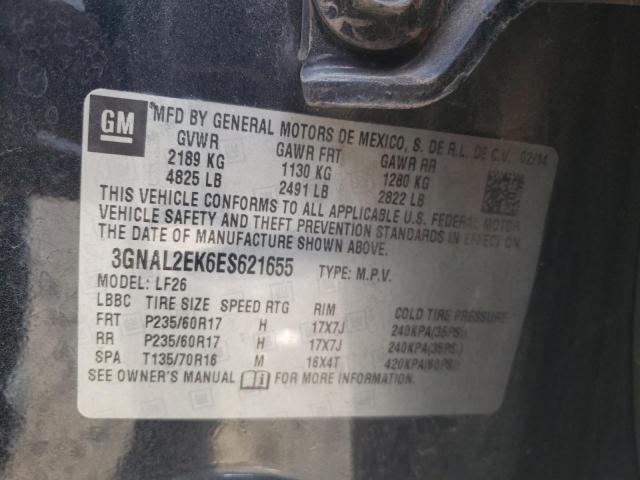 GM
MFD BY GENERAL MOTORS DE MEXICO, S. DE R.L. DE C.V. 02/14
GVWR GAWR FRT GAWR RR
2189 KG 1130 KG 1280 KG
4825 LB 2491 LB 2822 LB
THIS VEHICLE CONFORMS TO ALL APPLICABLE U.S. FEDERAL MOTOR
VEHICLE SAFETY AND THEFT PREVENTION STANDARDS IN EFFECT ON
THE DATE OF MANUFACTURE SHOWN ABOVE.
3GNAL2EK6ES621655 TYPE: M.P.V.
MODEL: LF26
LBBC TIRE SIZE SPEED RTG RIM COLD TIRE PRESSURE
FRT P235/60R17 H 17X7J 240KPA(35PSI)
RR P235/60R17 H 17X7J 240KPA(35PSI)
SPA T135/70R16 M 16X4T 420KPA(60PSI)
SEE OWNER'S MANUAL FOR MORE INFORMATION.